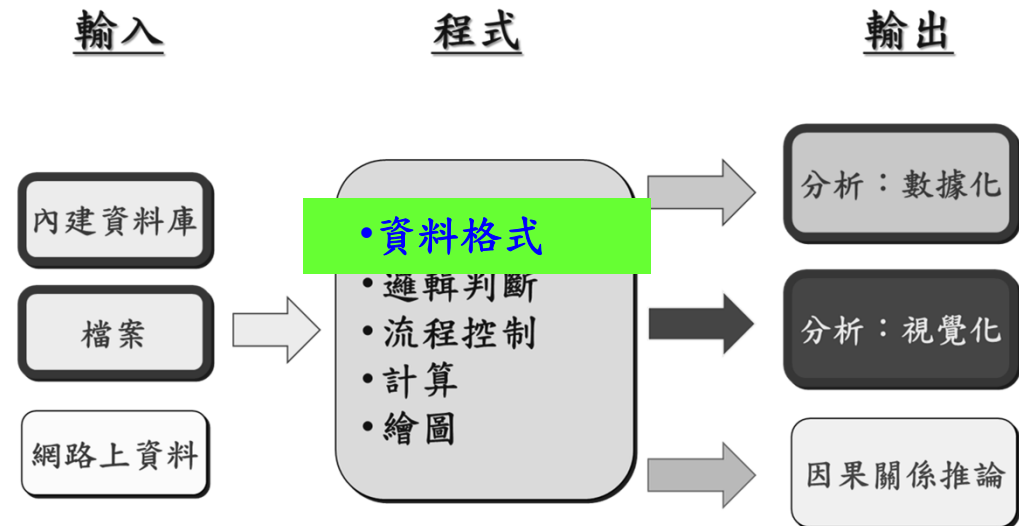 輸入
程式
輸出
內建資料庫
檔案
網路上資料
•資料格式
•邏輯判斷
•流程控制
•計算
•繪圖
分析：數據化
分析：視覺化
因果關係推論